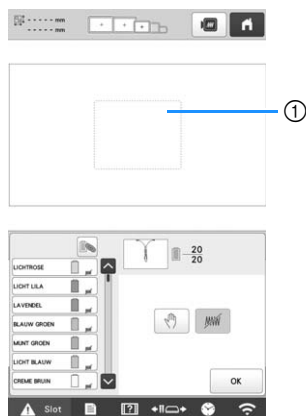 ----- mm
----- mm
①
20
20
LICHTROSE
LICHT LILA
LAVENDEL
BLAUW GROEN
MUNT GROEN
LICHT BLAUW
CREME BRUIN
OK
Slot